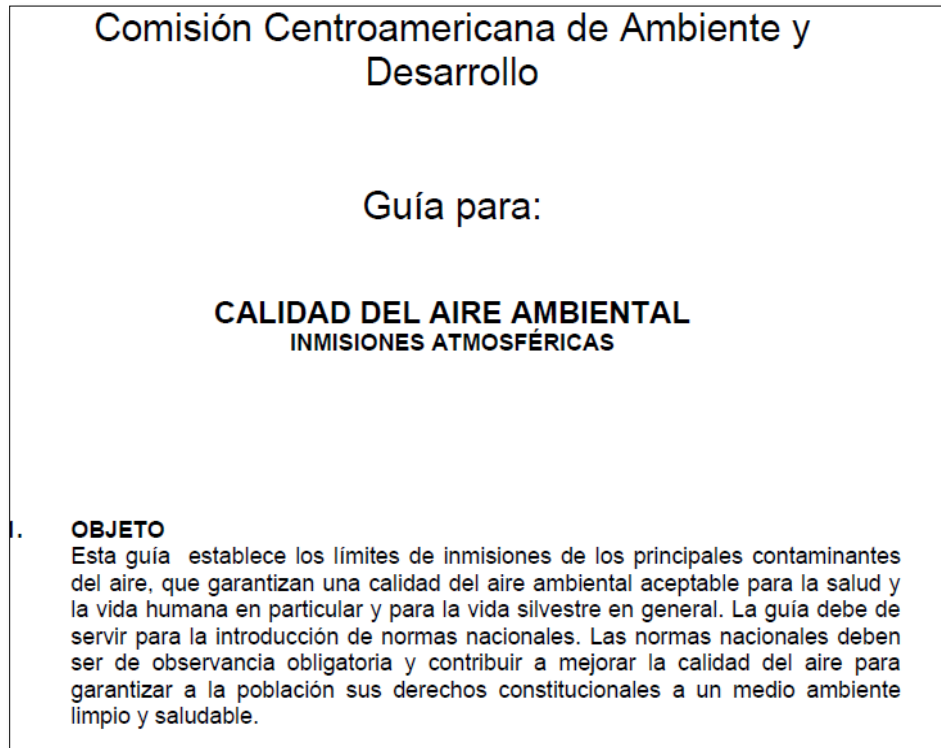 Comisión Centroamericana de Ambiente y
Desarrollo
Guía para:
CALIDAD DEL AIRE AMBIENTAL
INMISIONES ATMOSFÉRICAS
1. OBJETO
Esta guía establece los límites de inmisiones de los principales contaminantes
del aire, que garantizan una calidad del aire ambiental aceptable para la salud y
la vida humana en particular y para la vida silvestre en general. La guía debe de
servir para la introducción de normas nacionales. Las normas nacionales deben
ser de observancia obligatoria y contribuir a mejorar la calidad del aire para
garantizar a la población sus derechos constitucionales a un medio ambiente
limpio y saludable.